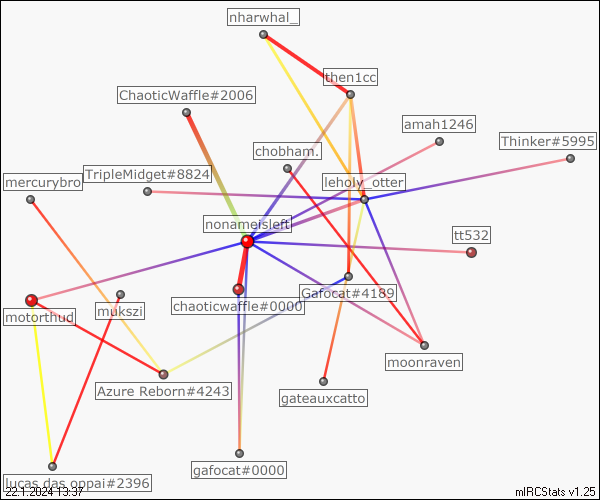 nharwhal_
then1cc
ChaoticWaffle#2006
amah1246
Thinker#5995
chobham.
TripleMidget#8824
mercurybro
leholy_otter
nonameisleft
tt532
Gafocat#4189
chaoticwaffle#0000
motorthud
mukszi
moonraven
Azure Reborn#4243
gateauxcatto
gafocat#0000
lucas das oppai#2396
22.1.2024 13:37
mIRCStats v1.25